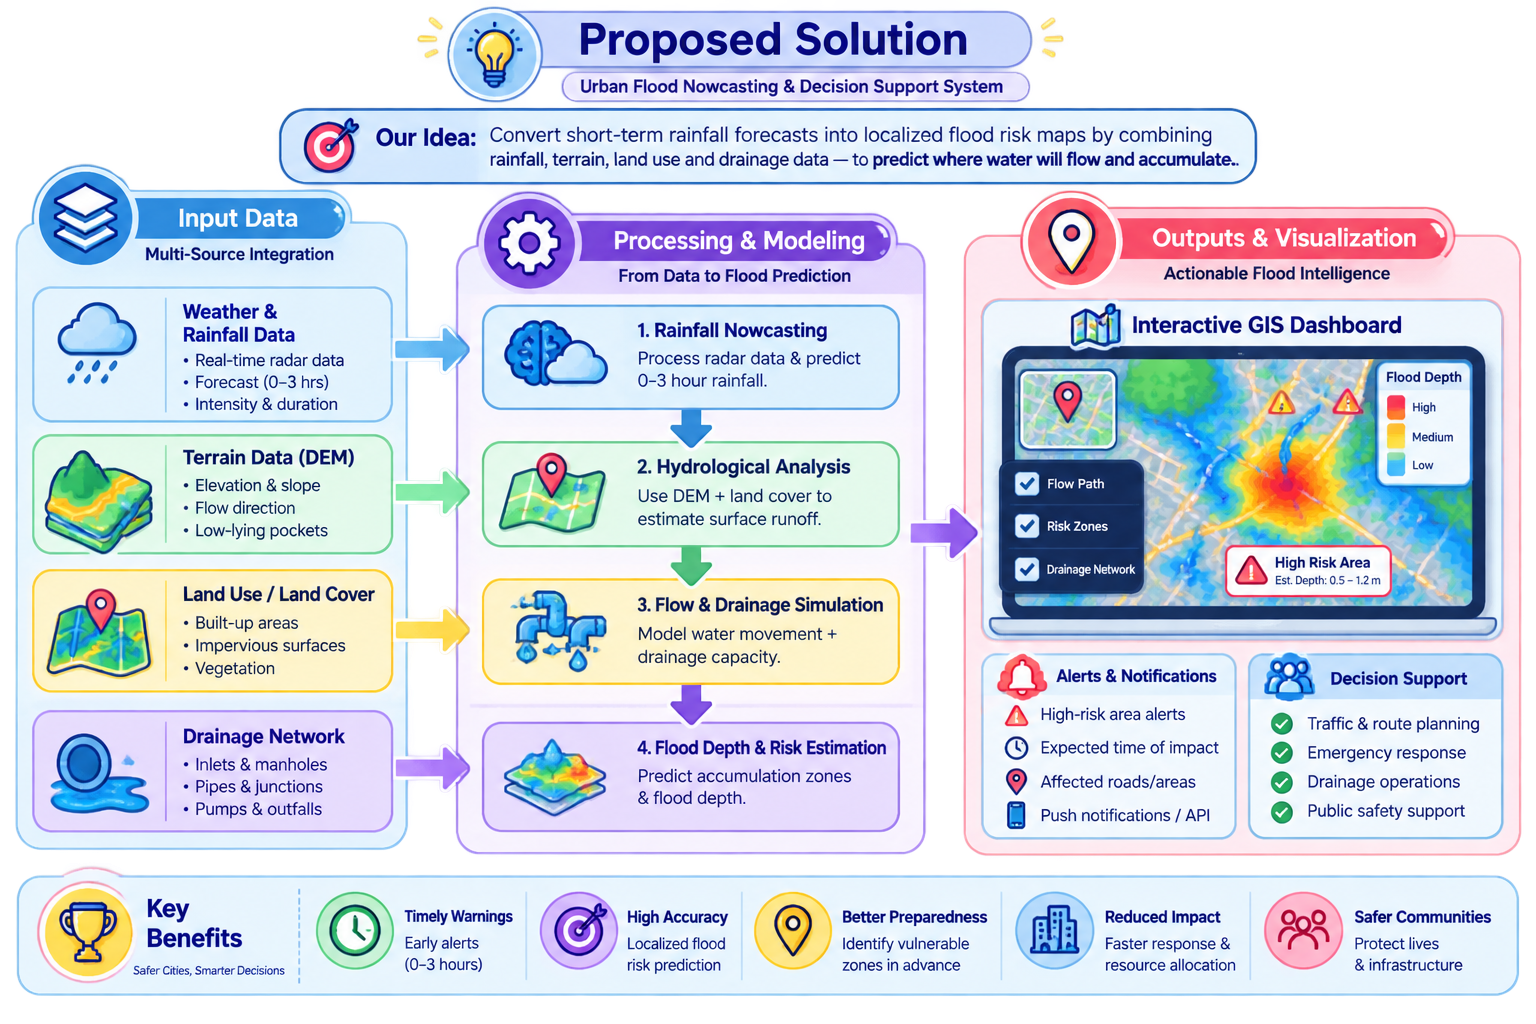 Proposed Solution
Urban Flood Nowcasting & Decision Support System
Our Idea: Convert short-term rainfall forecasts into localized flood risk maps by combining
rainfall, terrain, land use and drainage data — to predict where water will flow and accumulate..
Input Data
Multi-Source Integration
Weather &
Rainfall Data
• Real-time radar data
• Forecast (0–3 hrs)
• Intensity & duration
Terrain Data (DEM)
• Elevation & slope
• Flow direction
• Low-lying pockets
Land Use / Land Cover
• Built-up areas
• Impervious surfaces
• Vegetation
Drainage Network
• Inlets & manholes
• Pipes & junctions
• Pumps & outfalls
Processing & Modeling
From Data to Flood Prediction
1. Rainfall Nowcasting
Process radar data & predict
0–3 hour rainfall.
2. Hydrological Analysis
Use DEM + land cover to
estimate surface runoff.
3. Flow & Drainage Simulation
Model water movement +
drainage capacity.
4. Flood Depth & Risk Estimation
Predict accumulation zones
& flood depth.
Outputs & Visualization
Actionable Flood Intelligence
Interactive GIS Dashboard
Flood Depth
High
Medium
Low
Flow Path
Risk Zones
Drainage Network
High Risk Area
Est. Depth: 0.5 – 1.2 m
Alerts & Notifications
High-risk area alerts
Expected time of impact
Affected roads/areas
Push notifications / API
Decision Support
Traffic & route planning
Emergency response
Drainage operations
Public safety support
Key
Benefits
Safer Cities, Smarter Decisions
Timely Warnings
Early alerts
(0–3 hours)
High Accuracy
Localized flood
risk prediction
Better Preparedness
Identify vulnerable
zones in advance
Reduced Impact
Faster response &
resource allocation
Safer Communities
Protect lives
& infrastructure